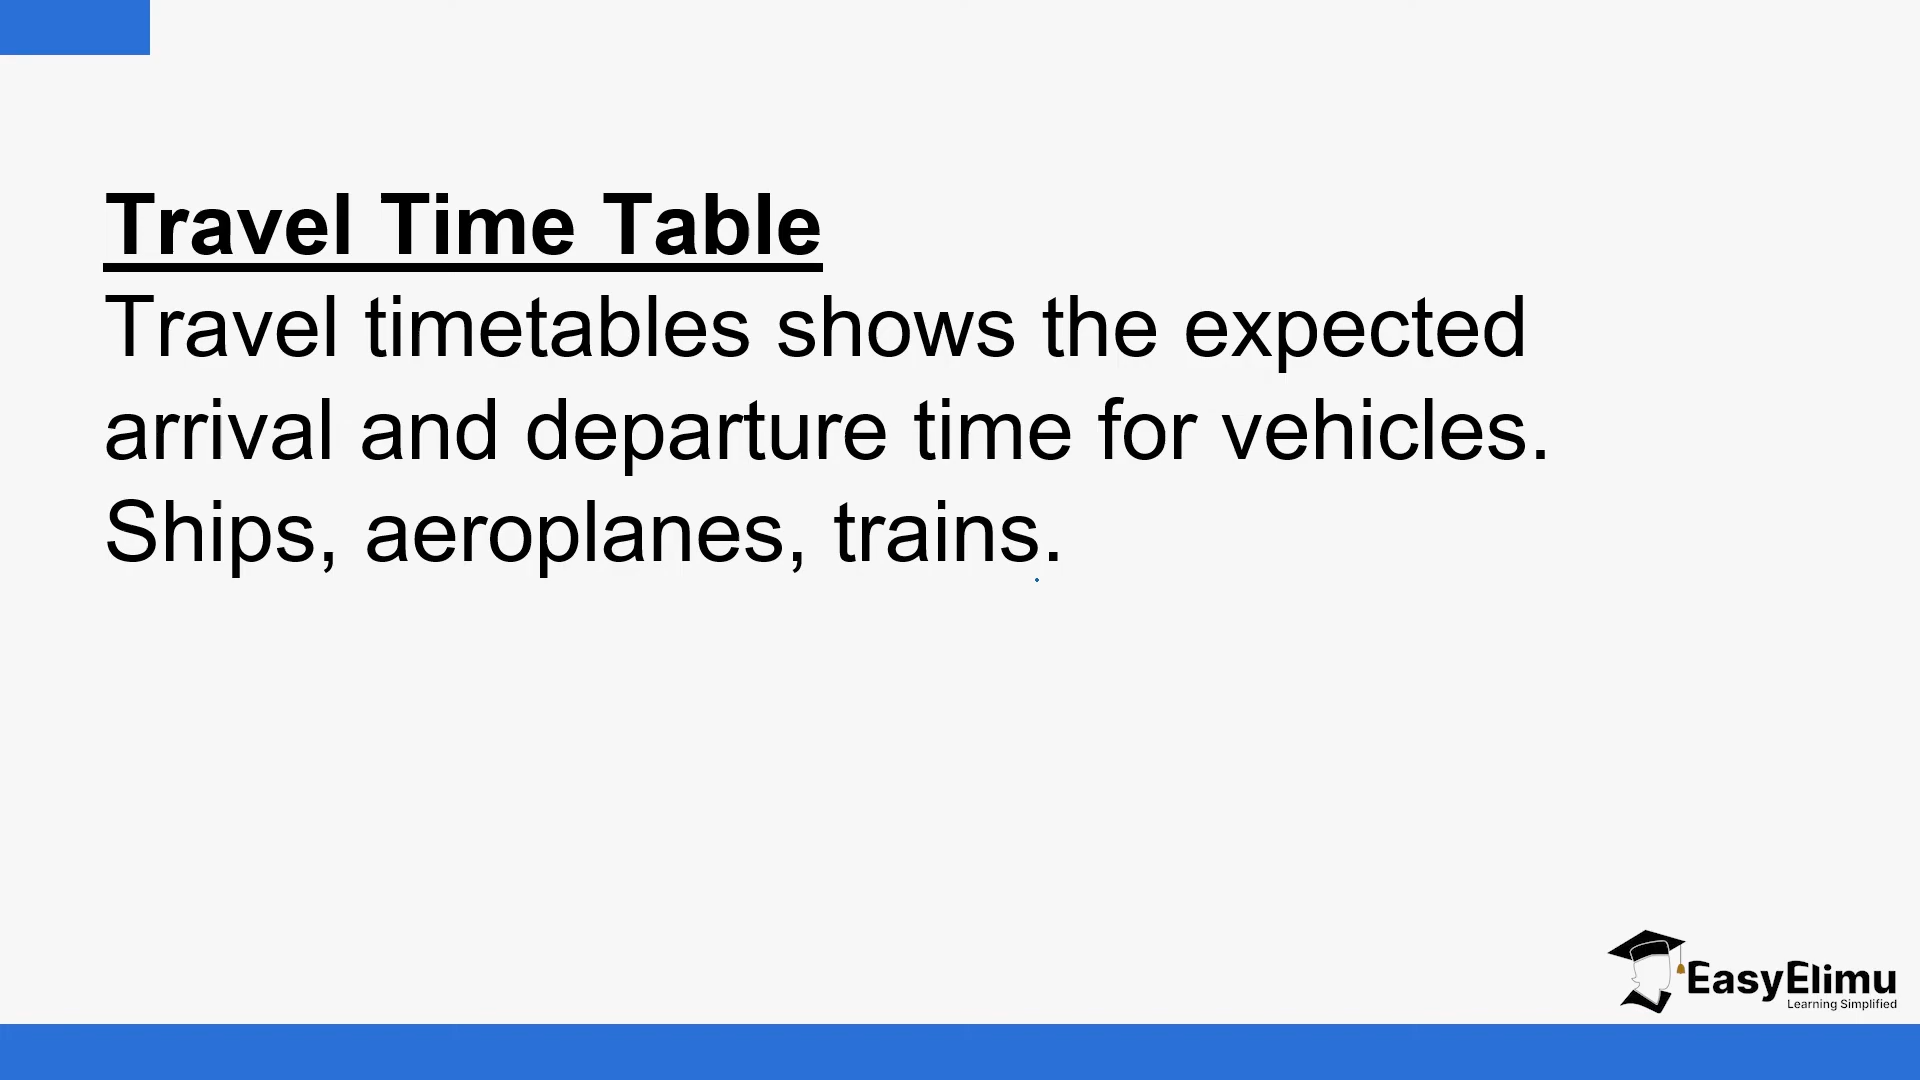 Travel Time Table
Travel timetables shows the expected
arrival and departure time for vehicles.
Ships, aeroplanes, trains.
EasyElimu
Learning Simplified